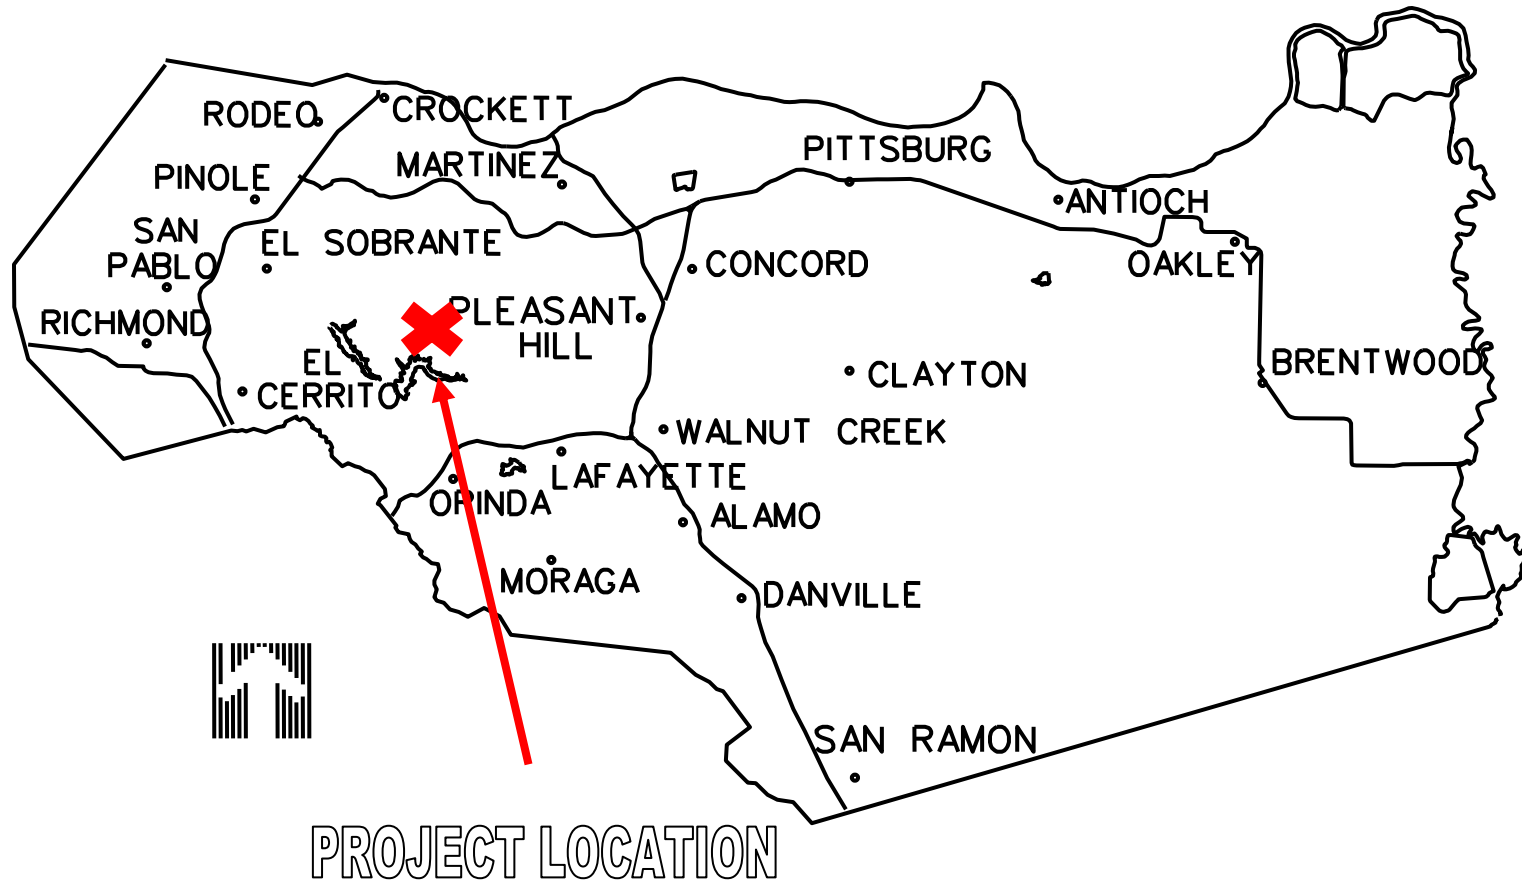 CROCKETT
RODEO
PITTSBURG
MARTINEZ
PINOLE
ANTIOCH
SAN
PABLO
EL SOBRANTE
CONCORD
OAKLEY
PLEASANT
HILL
RICHMOND
EL
CERRITO
BRENTWOOD
CLAYTON
WALNUT CREEK
LAFAYETTE
ORINDA
ALAMO
MORAGA
DANVILLE
SAN RAMON
PROJECT LOCATION